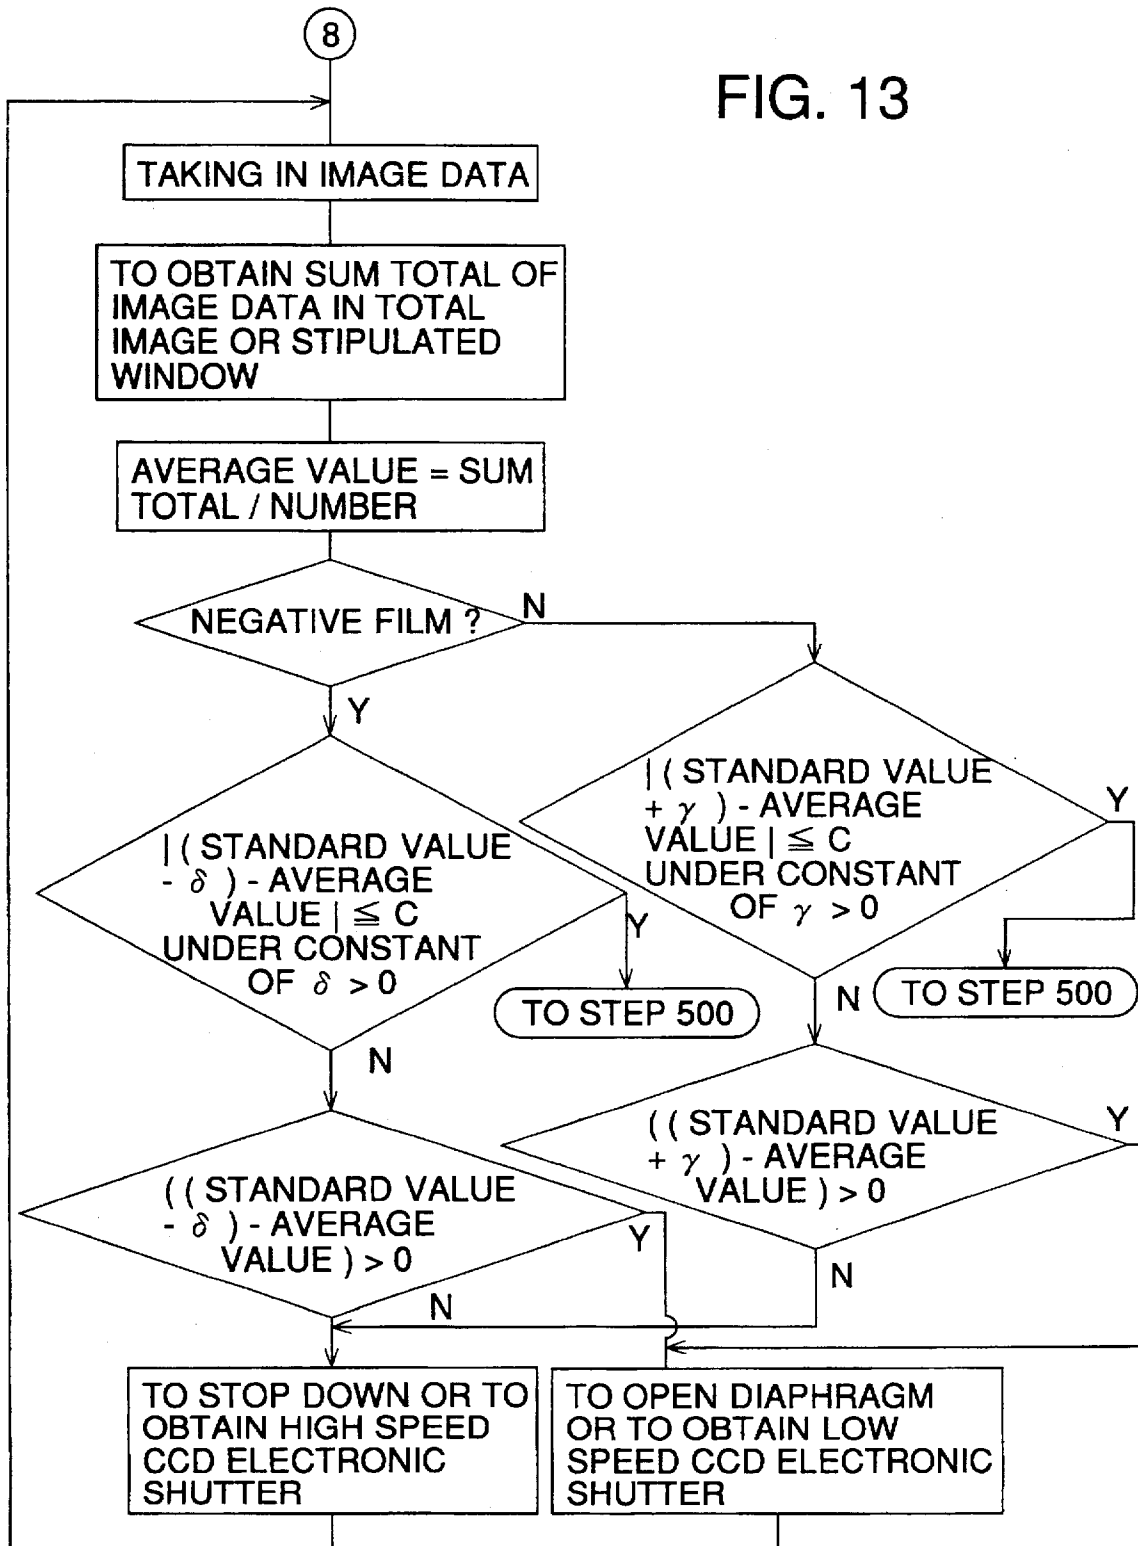 8
FIG. 13
TAKING IN IMAGE DATA
TO OBTAIN SUM TOTAL OF
IMAGE DATA IN TOTAL
IMAGE OR STIPULATED
WINDOW
AVERAGE VALUE = SUM
TOTAL / NUMBER
NEGATIVE FILM ?
N
Y
| ( STANDARD VALUE
+ γ ) - AVERAGE
VALUE | ≦ C
UNDER CONSTANT
OF γ > 0
Y
| ( STANDARD VALUE
- δ ) - AVERAGE
VALUE | ≦ C
UNDER CONSTANT
OF δ > 0
Y
N
TO STEP 500
N
TO STEP 500
( ( STANDARD VALUE
+ γ ) - AVERAGE
VALUE ) > 0
Y
N
( ( STANDARD VALUE
- δ ) - AVERAGE
VALUE ) > 0
Y
N
TO STOP DOWN OR TO
OBTAIN HIGH SPEED
CCD ELECTRONIC
SHUTTER
TO OPEN DIAPHRAGM
OR TO OBTAIN LOW
SPEED CCD ELECTRONIC
SHUTTER